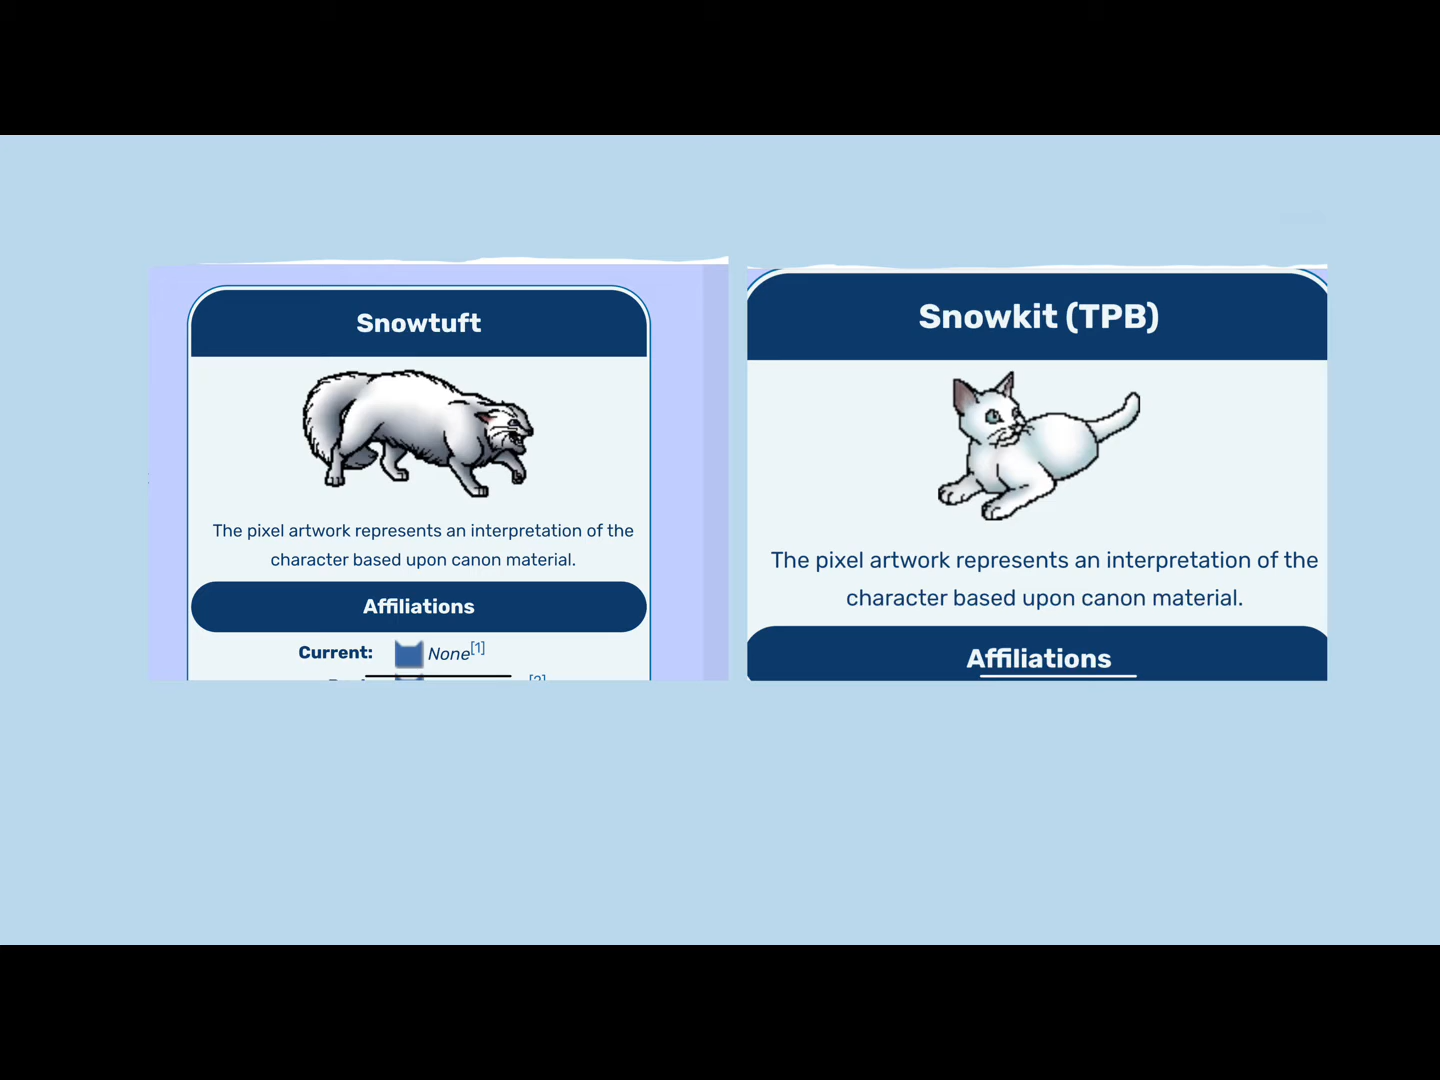 Snowtuft
The pixel artwork represents an interpretation of the
character based upon canon material.
Affiliations
Current: None[1]
[2]
Snowkit (TPB)
The pixel artwork represents an interpretation of the
character based upon canon material.
Affiliations